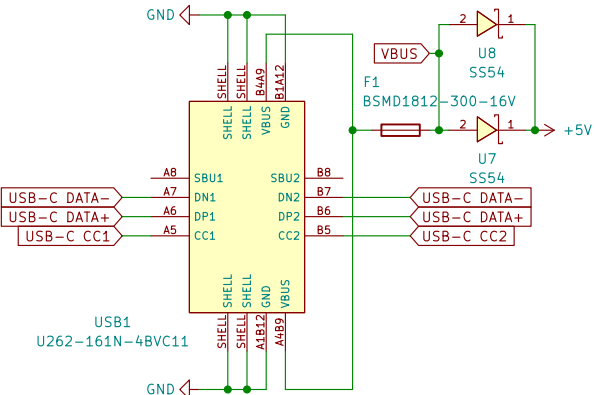 GND
2
1
VBUS
U8
SS54
F1
BSMD1812-300-16V
2
1
+5V
U7
SS54
SHELL
SHELL
B4A9
B1A12
SHELL
SHELL
VBUS
GND
A8
SBU1
SBU2
B8
USB-C DATA-
A7
DN1
DN2
B7
USB-C DATA-
USB-C DATA+
A6
DP1
DP2
B6
USB-C DATA+
USB-C CC1
A5
CC1
CC2
B5
USB-C CC2
SHELL
SHELL
GND
VBUS
SHELL
SHELL
A1B12
A4B9
USB1
U262-161N-4BVC11
GND